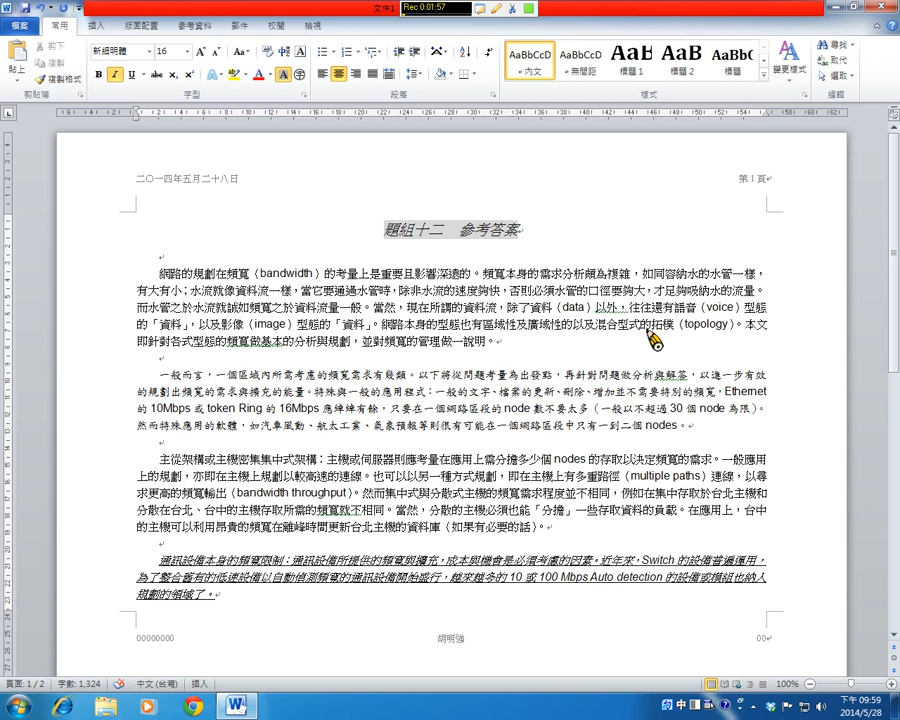 文件1
Rec 0:01:57
檔案 常用 插入 版面配置 參考資料 郵件 校閱 檢視
貼上 剪下 複製 複製格式
新細明體 16
AaBbCcD AaBbCcD AaBb AaBb AaBbC
內文 無間距 標題 1 標題 2 標題
變更樣式
尋找 取代 選取
剪貼簿 字型 段落 樣式 編輯
二○一四年五月二十八日 第 1 頁
題組十二 參考答案
網路的規劃在頻寬（bandwidth）的考量上是重要且影響深遠的。頻寬本身的需求分析頗為複雜，如同容納水的水管一樣，
有大有小；水流就像資料流一樣，當它要通過水管時，除非水流的速度夠快，否則必須水管的口徑要夠大，才足夠吸納水的流量。
而水管之於水流就誠如頻寬之於資料流量一般。當然，現在所謂的資料流，除了資料（data）以外，往往還有語音（voice）型態
的「資料」，以及影像（image）型態的「資料」。網路本身的型態也有區域性及廣域性的以及混合型式的拓樸（topology）。本文
即針對各式型態的頻寬做基本的分析與規劃，並對頻寬的管理做一說明。
一般而言，一個區域內所需考慮的頻寬需求有幾類。以下將從問題考量為出發點，再針對問題做分析與解答，以進一步有效
的規劃出頻寬的需求與擴充的能量。特殊與一般的應用程式：一般的文字、檔案的更新、刪除、增加並不需要特別的頻寬，Ethernet
的 10Mbps 或 token Ring 的 16Mbps 應綽綽有餘，只要在一個網路區段的 node 數不要太多（一般以不超過 30 個 node 為限）。
然而特殊應用的軟體，如汽車風動、航太工業、氣象預報等則很有可能在一個網路區段中只有一到二個 nodes。
主從架構或主機密集集中式架構：主機或伺服器則應考量在應用上需分擔多少個 nodes 的存取以決定頻寬的需求。一般應用
上的規劃，亦即在主機上規劃以較高速的連線。也可以以另一種方式規劃，即在主機上有多重路徑（multiple paths）連線，以尋
求更高的頻寬輸出（bandwidth throughput）。然而集中式與分散式主機的頻寬需求程度並不相同，例如在集中存取於台北主機和
分散在台北、台中的主機存取所需的頻寬就不相同。當然，分散的主機必須也能「分擔」一些存取資料的負載。在應用上，台中
的主機可以利用昂貴的頻寬在離峰時間更新台北主機的資料庫（如果有必要的話）。
通訊設備本身的頻寬限制：通訊設備所提供的頻寬與擴充，成本與機會是必須考慮的因素。近年來，Switch 的設備普遍運用，
為了整合舊有的低速設備以自動偵測頻寬的通訊設備開始盛行，越來越多的 10 或 100 Mbps Auto detection 的設備或模組也納入
規劃的領域了。
00000000 胡明強 00
頁面: 1 / 2 字數: 1,324 中文 (台灣) 插入 100%
中 下午 09:59
2014/5/28